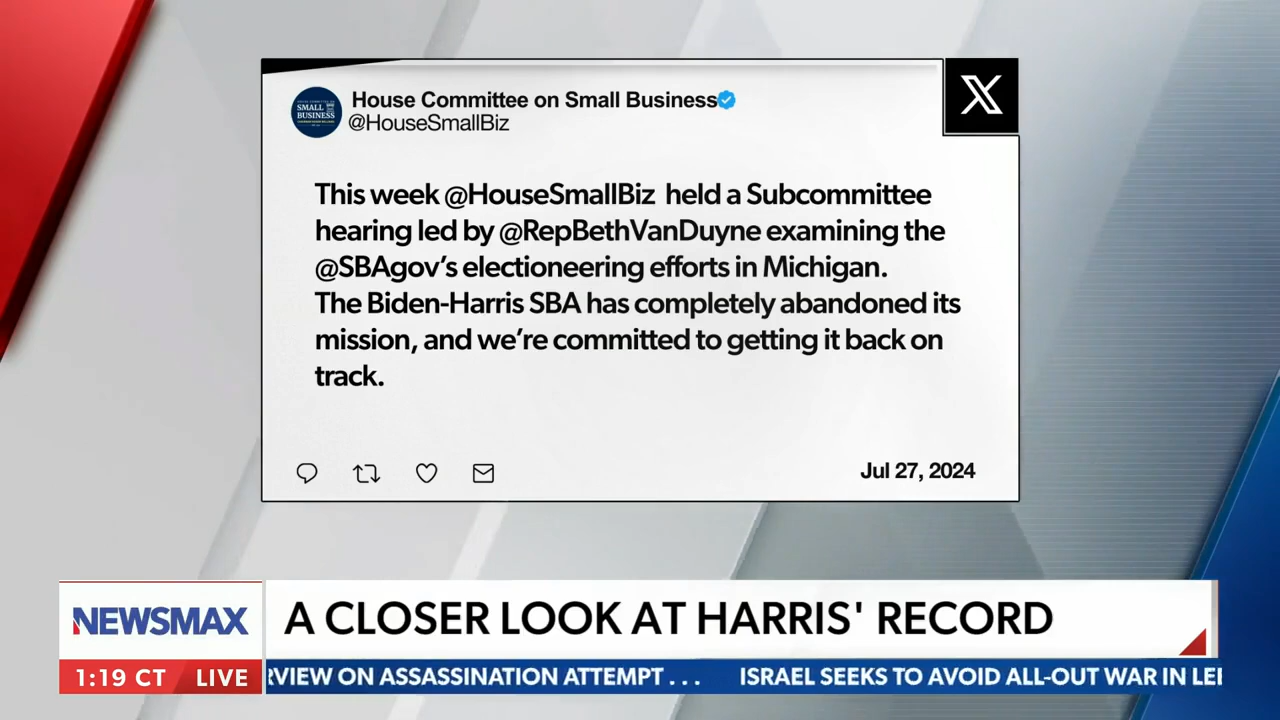 House Committee on Small Business
@HouseSmallBiz
SMALL
BUSINESS
X
This week @HouseSmallBiz held a Subcommittee
hearing led by @RepBethVanDuyne examining the
@SBAgov's electioneering efforts in Michigan.
The Biden-Harris SBA has completely abandoned its
mission, and we're committed to getting it back on
track.
Jul 27, 2024
NEWSMAX
A CLOSER LOOK AT HARRIS' RECORD
1:19 CT LIVE
RVIEW ON ASSASSINATION ATTEMPT . . . ISRAEL SEEKS TO AVOID ALL-OUT WAR IN LE